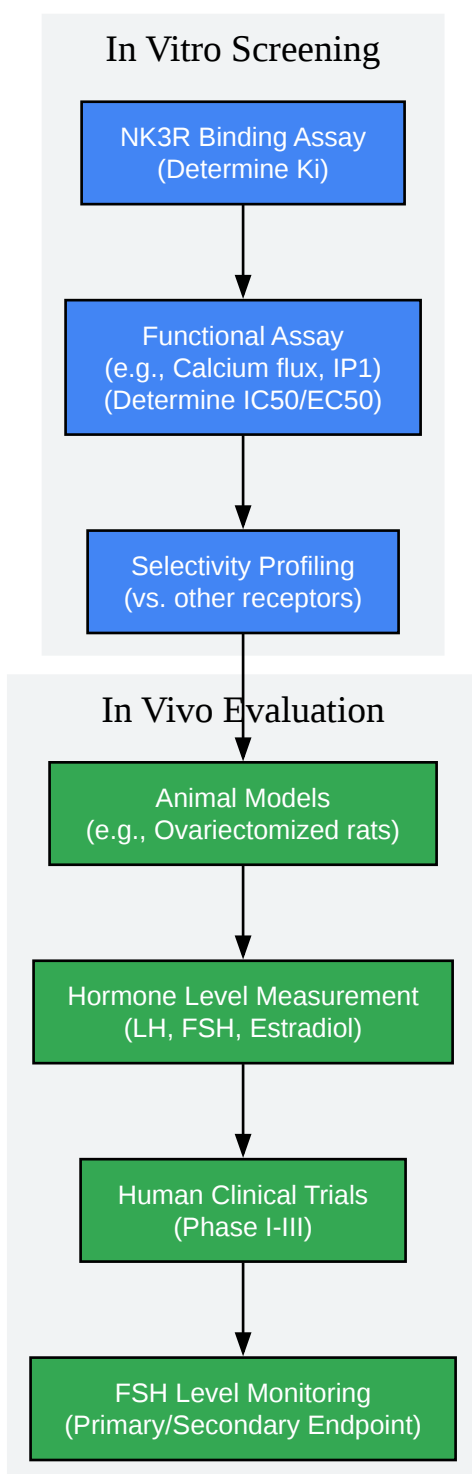 In Vitro Screening
NK3R Binding Assay
(Determine Ki)
Functional Assay
(e.g., Calcium flux, IP1)
(Determine IC50/EC50)
Selectivity Profiling
(vs. other receptors)
In Vivo Evaluation
Animal Models
(e.g., Ovariectomized rats)
Hormone Level Measurement
(LH, FSH, Estradiol)
Human Clinical Trials
(Phase I-III)
FSH Level Monitoring
(Primary/Secondary Endpoint)